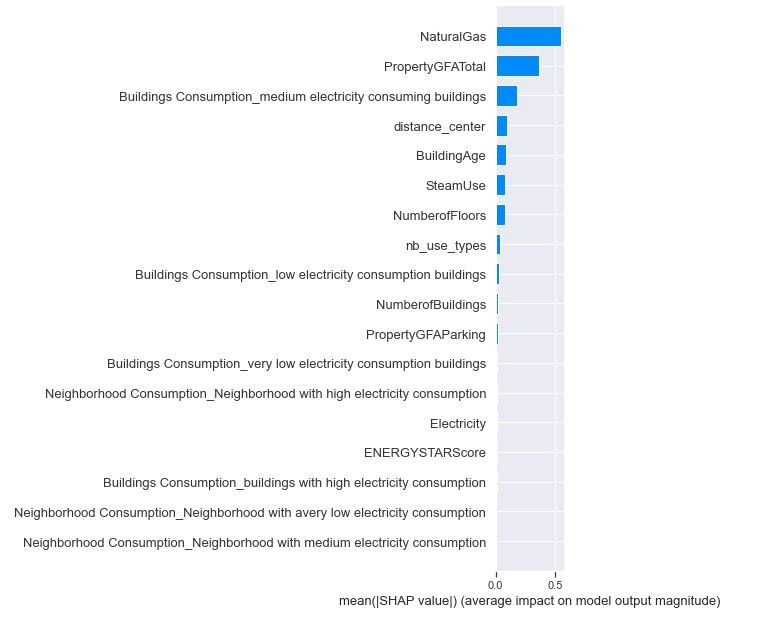 NaturalGas
PropertyGFATotal
Buildings Consumption_medium electricity consuming buildings
distance_center
BuildingAge
SteamUse
NumberofFloors
nb_use_types
Buildings Consumption_low electricity consumption buildings
NumberofBuildings
PropertyGFAParking
Buildings Consumption_very low electricity consumption buildings
Neighborhood Consumption_Neighborhood with high electricity consumption
Electricity
ENERGYSTARScore
Buildings Consumption_buildings with high electricity consumption
Neighborhood Consumption_Neighborhood with avery low electricity consumption
Neighborhood Consumption_Neighborhood with medium electricity consumption
0.0 0.5
mean(|SHAP value|) (average impact on model output magnitude)